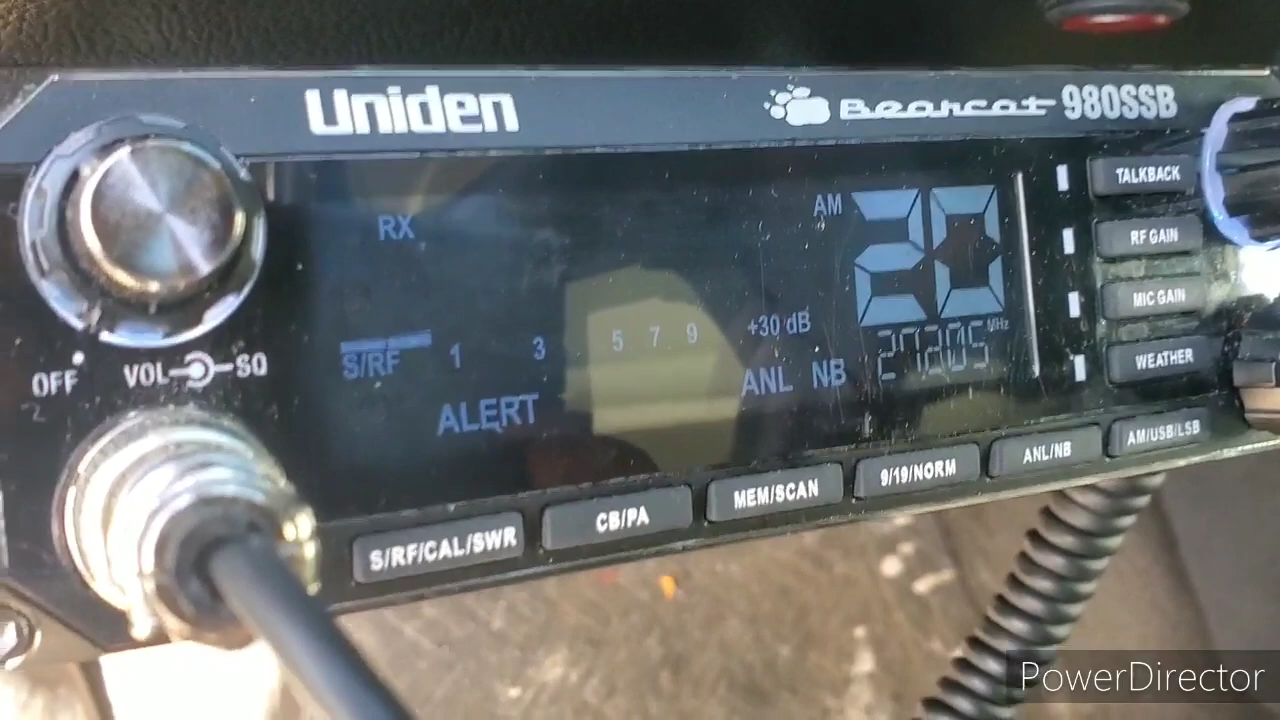 Uniden
Bearcat 980SSB
RX
AM
20
TALKBACK
RF GAIN
MIC GAIN
WEATHER
27.205 MHz
S/RF 1 3 5 7 9 +30 dB
ALERT
ANL NB
OFF VOL SQ
S/RF/CAL/SWR
CB/PA
MEM/SCAN
9/19/NORM
ANL/NB
AM/USB/LSB
PowerDirector